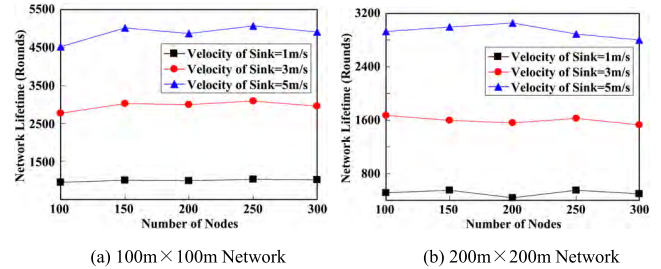 5500
4500
3500
2500
1500
Network Lifetime (Rounds)
Velocity of Sink=1m/s
Velocity of Sink=3m/s
Velocity of Sink=5m/s
100 150 200 250 300
Number of Nodes
(a) 100m×100m Network
3200
2400
1600
800
Network Lifetime (Rounds)
Velocity of Sink=1m/s
Velocity of Sink=3m/s
Velocity of Sink=5m/s
100 150 200 250 300
Number of Nodes
(b) 200m×200m Network